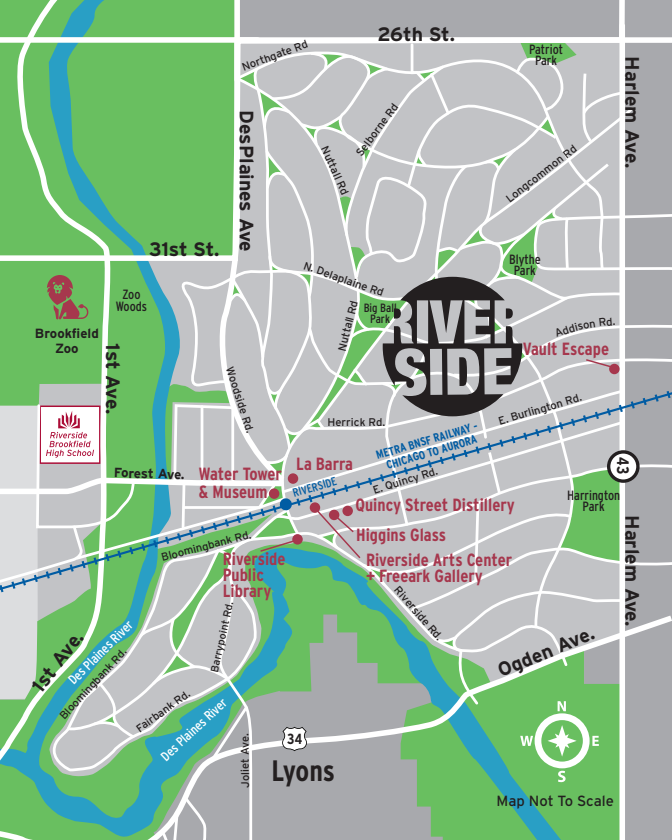 26th St.
Patriot
Park
Northgate Rd
Harlem Ave.
DesPlaines Ave
Selborne Rd
Nuttall Rd
Longcommon Rd
31st St.
Zoo
Woods
Brookfield
Zoo
N. Delaplaine Rd
Blythe
Park
Big Ball
Park
Nuttall Rd
RIVER
SIDE
Addison Rd.
Vault Escape
1st Ave.
Woodside Rd.
Riverside
Brookfield
High School
Herrick Rd.
E. Burlington Rd.
METRA BNSF RAILWAY -
CHICAGO TO AURORA
43
Forest Ave.
Water Tower
& Museum
La Barra
RIVERSIDE
E. Quincy Rd.
Quincy Street Distillery
Harrington
Park
Higgins Glass
Bloomingbank Rd.
Riverside
Public
Library
Riverside Arts Center
+ Freeark Gallery
Harlem Ave.
Riverside Rd.
Barrypoint Rd.
1st Ave.
Des Plaines River
Bloomingbank Rd.
Fairbank Rd.
Des Plaines River
Ogden Ave.
34
Joliet Ave.
Lyons
N
W
E
S
Map Not To Scale